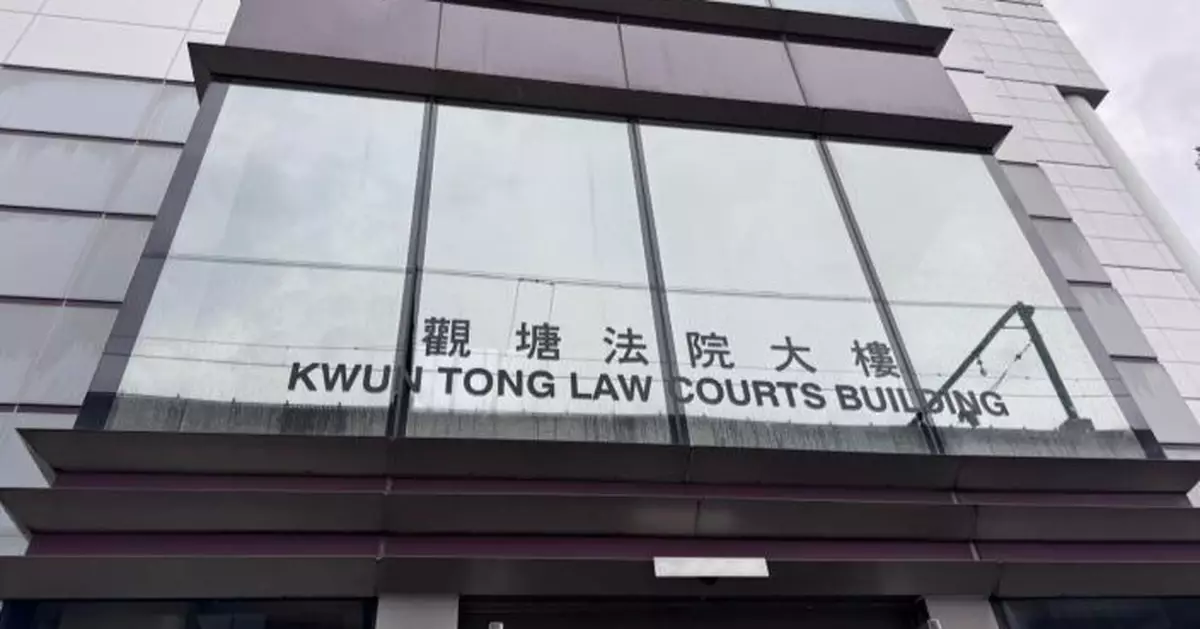 觀塘法院大樓
KWUN TONG LAW COURTS BUILDING